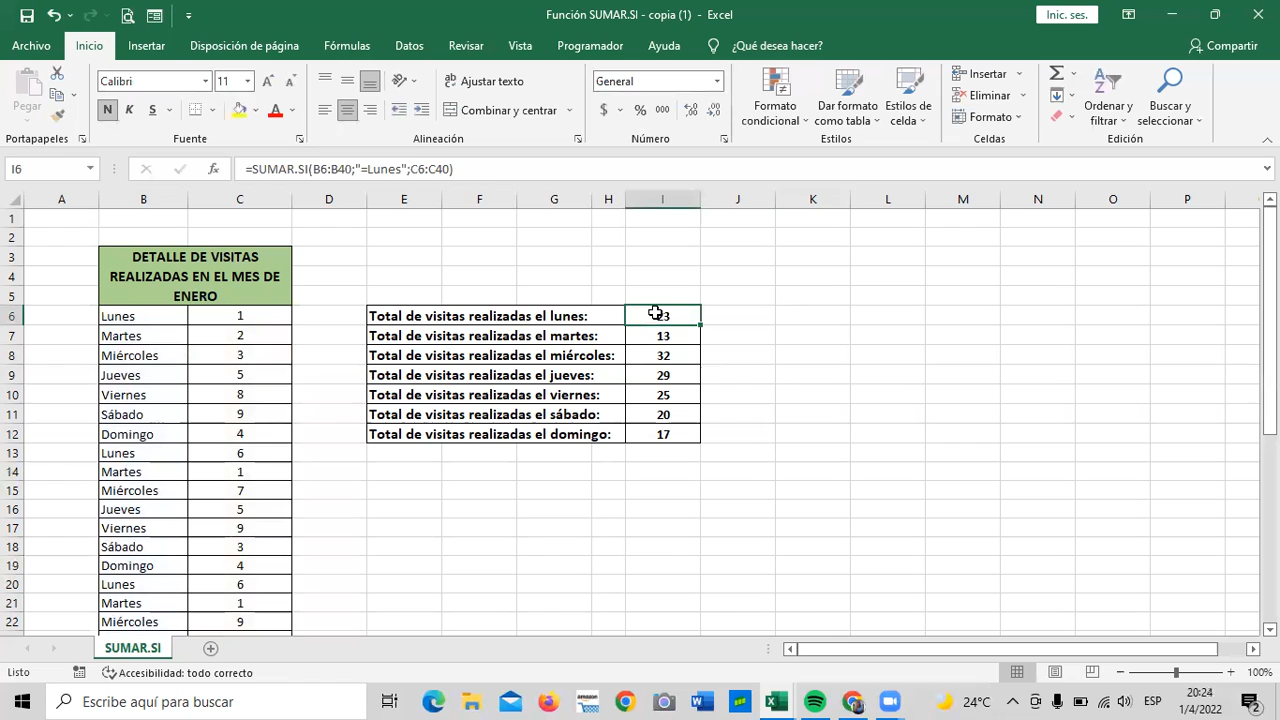 Función SUMAR.SI - copia (1) - Excel
Inic. ses.
Archivo Inicio Insertar Disposición de página Fórmulas Datos Revisar Vista Programador Ayuda ¿Qué desea hacer? Compartir
Pegar
Calibri 11
N K S
Ajustar texto
Combinar y centrar
General
$ % 000
Formato condicional
Dar formato como tabla
Estilos de celda
Insertar
Eliminar
Formato
Ordenar y filtrar
Buscar y seleccionar
Portapapeles Fuente Alineación Número Estilos Celdas Edición
I6 fx =SUMAR.SI(B6:B40;"=Lunes";C6:C40)
A B C D E F G H I J K L M N O P
1
2
3 DETALLE DE VISITAS
4 REALIZADAS EN EL MES DE
5 ENERO
6 Lunes 1 Total de visitas realizadas el lunes: 23
7 Martes 2 Total de visitas realizadas el martes: 13
8 Miércoles 3 Total de visitas realizadas el miércoles: 32
9 Jueves 5 Total de visitas realizadas el jueves: 29
10 Viernes 8 Total de visitas realizadas el viernes: 25
11 Sábado 9 Total de visitas realizadas el sábado: 20
12 Domingo 4 Total de visitas realizadas el domingo: 17
13 Lunes 6
14 Martes 1
15 Miércoles 7
16 Jueves 5
17 Viernes 9
18 Sábado 3
19 Domingo 4
20 Lunes 6
21 Martes 1
22 Miércoles 9
SUMAR.SI
Listo Accesibilidad: todo correcto 100%
Escribe aquí para buscar
amazon
24°C
ESP
20:24
1/4/2022
2